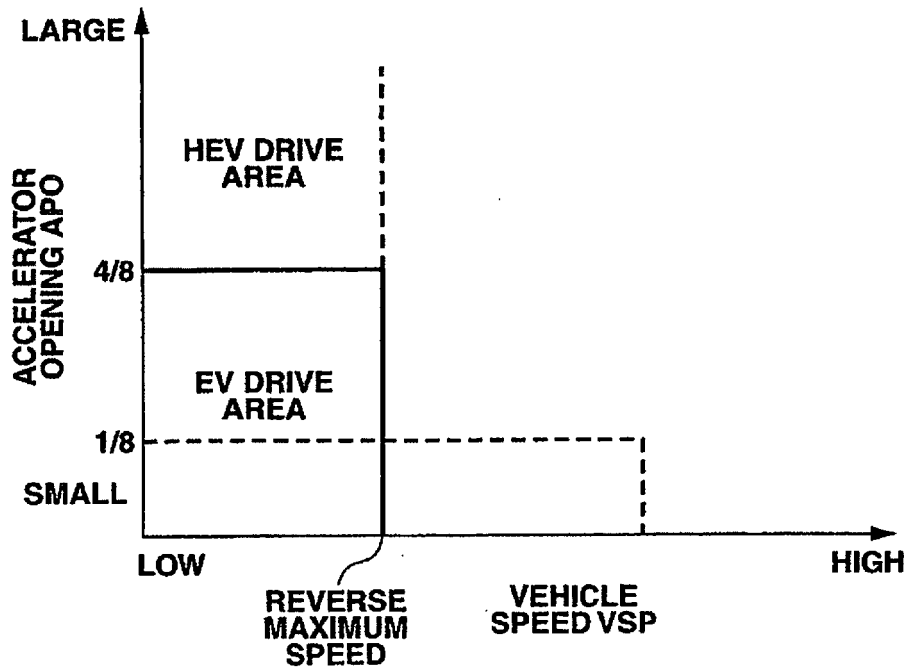 LARGE
HEV DRIVE
AREA
ACCELERATOR
OPENING APO
4/8
EV DRIVE
AREA
1/8
SMALL
LOW
HIGH
REVERSE
MAXIMUM
SPEED
VEHICLE
SPEED VSP